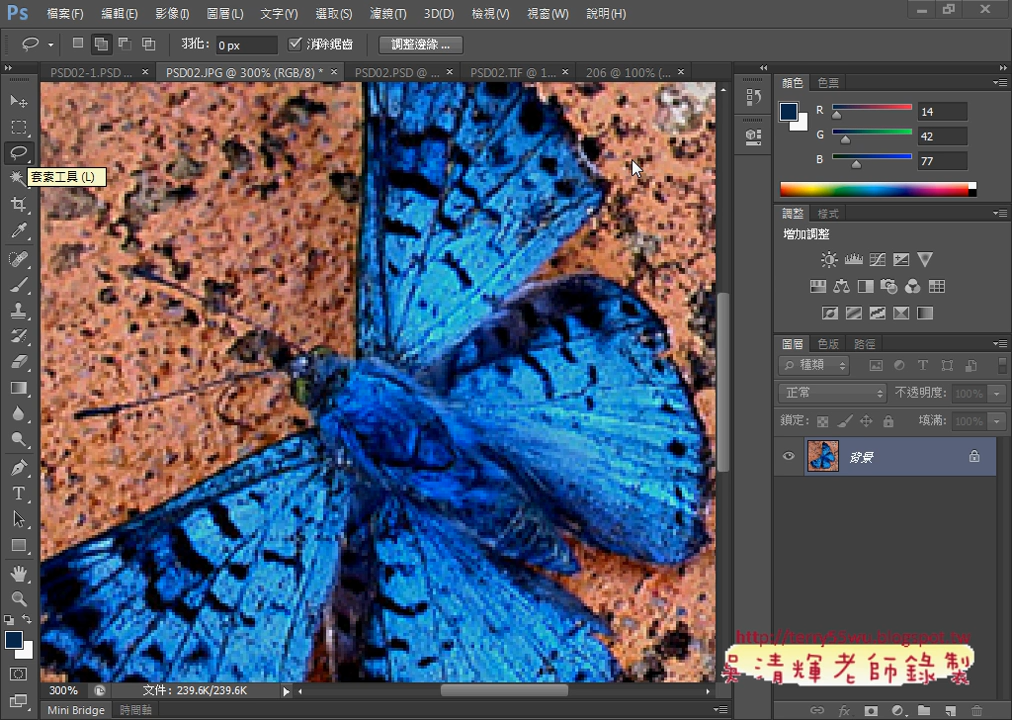 Ps 檔案(F) 編輯(E) 影像(I) 圖層(L) 文字(Y) 選取(S) 濾鏡(T) 3D(D) 檢視(V) 視窗(W) 說明(H)
羽化: 0 px 消除鋸齒 調整邊緣 ...
PSD02-1.PSD ... × PSD02.JPG @ 300% (RGB/8) * × PSD02.PSD @ ... × PSD02.TIF @ 1... × 206 @ 100% (... ×
顏色 色票
R 14
G 42
B 77
套索工具 (L)
調整 樣式
增加調整
圖層 色版 路徑
種類
正常 不透明度: 100%
鎖定: 填滿: 100%
背景
http://terry55wu.blogspot.tw
吳清輝老師錄製
300% 文件: 239.6K/239.6K
Mini Bridge 時間軸
fx